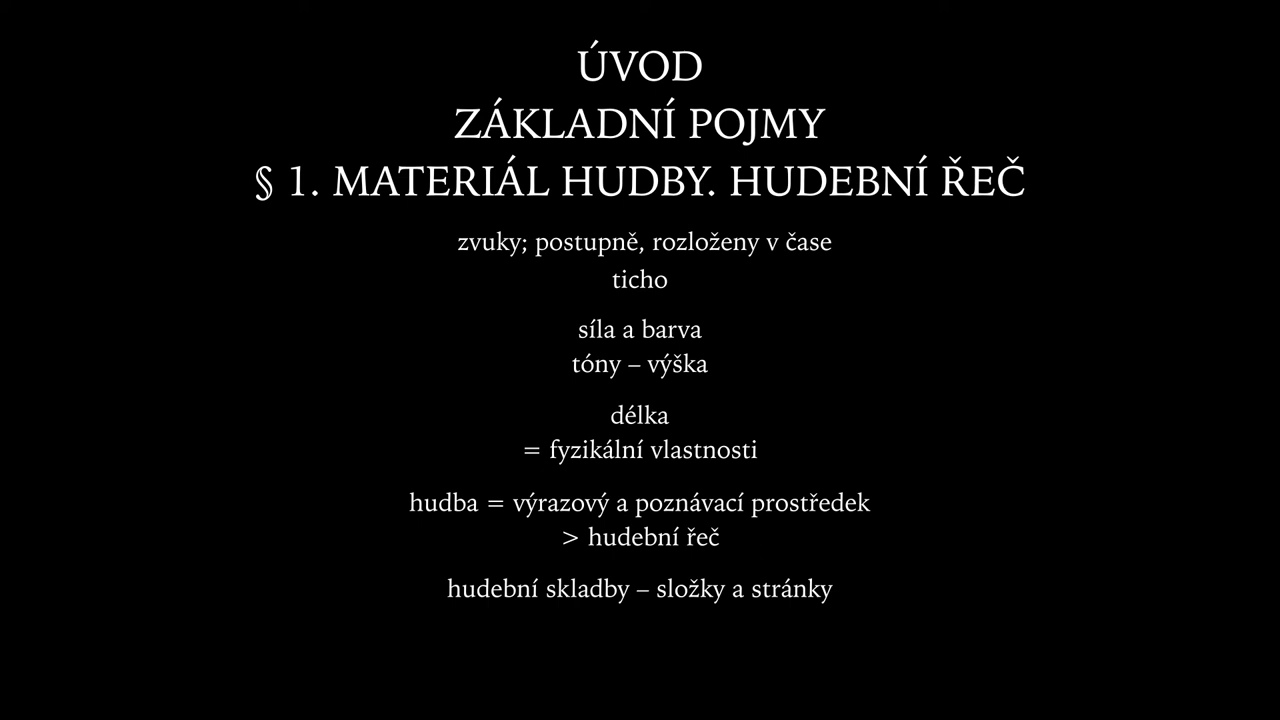 ÚVOD
ZÁKLADNÍ POJMY
§ 1. MATERIÁL HUDBY. HUDEBNÍ ŘEČ
zvuky; postupně, rozloženy v čase
ticho
síla a barva
tóny – výška
délka
= fyzikální vlastnosti
hudba = výrazový a poznávací prostředek
> hudební řeč
hudební skladby – složky a stránky